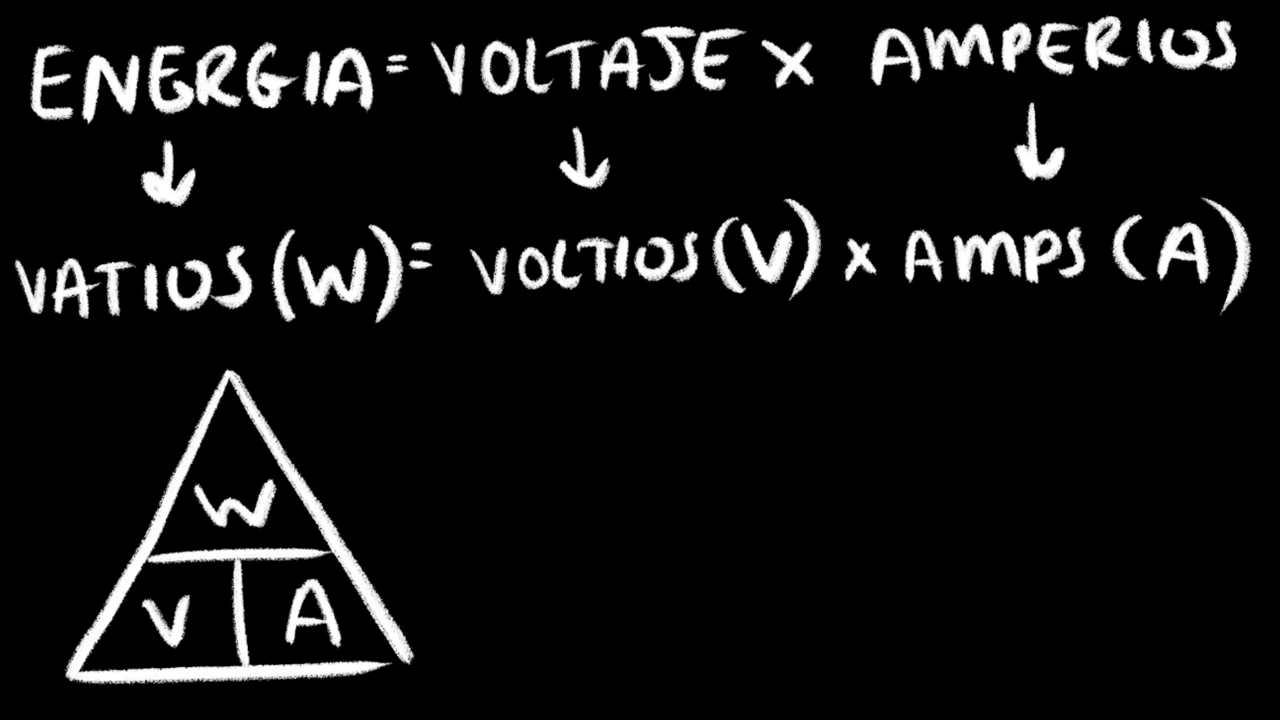 ENERGIA = VOLTAJE x AMPERIOS
VATIOS (W) = VOLTIOS (V) x AMPS (A)
W
V A